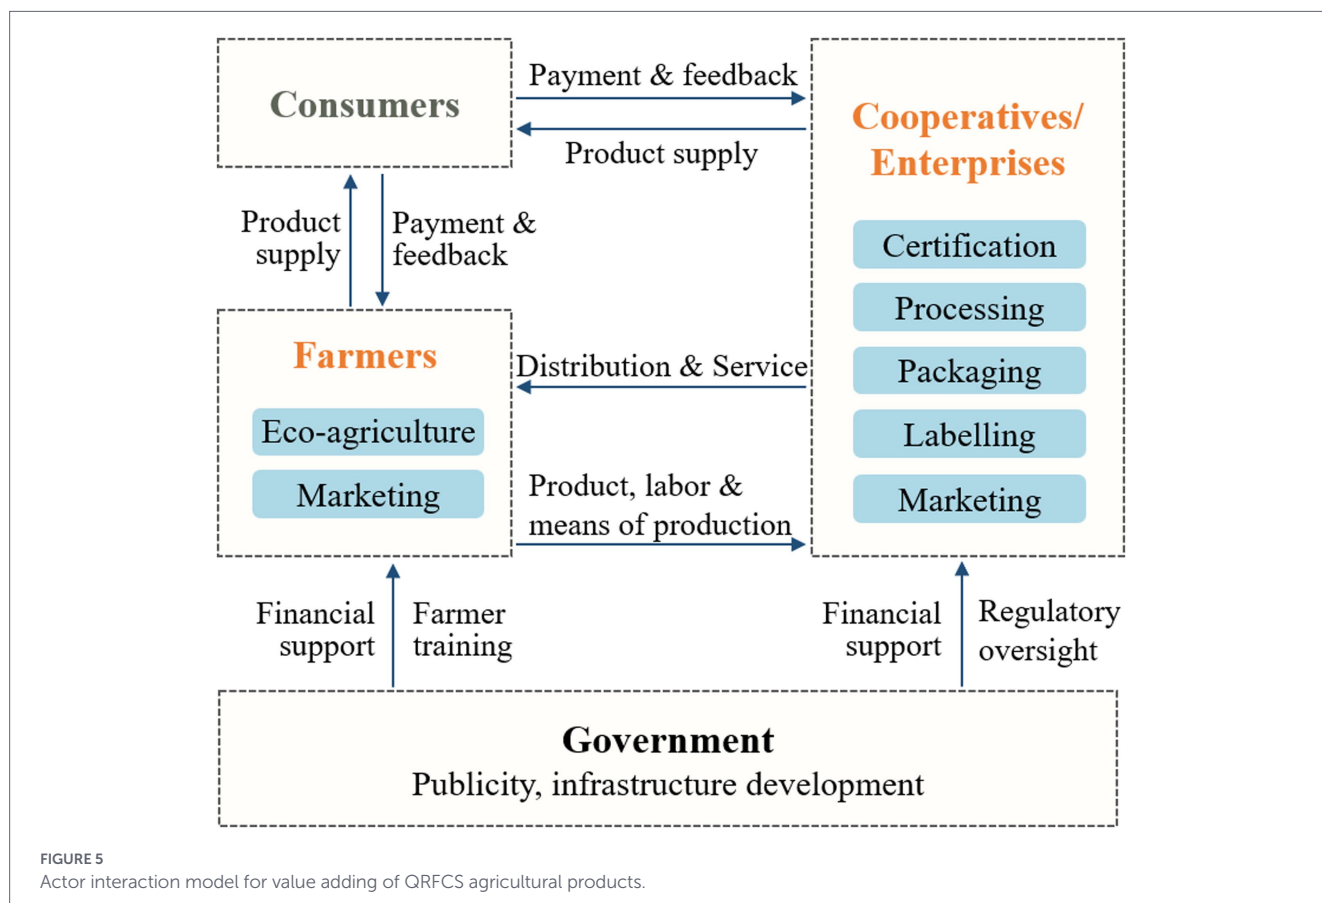 Consumers
Payment & feedback
Product supply
Cooperatives/
Enterprises
Certification
Processing
Packaging
Labelling
Marketing
Product
supply
Payment &
feedback
Farmers
Eco-agriculture
Marketing
Distribution & Service
Product, labor &
means of production
Financial
support
Farmer
training
Financial
support
Regulatory
oversight
Government
Publicity, infrastructure development
FIGURE 5
Actor interaction model for value adding of QRFCS agricultural products.